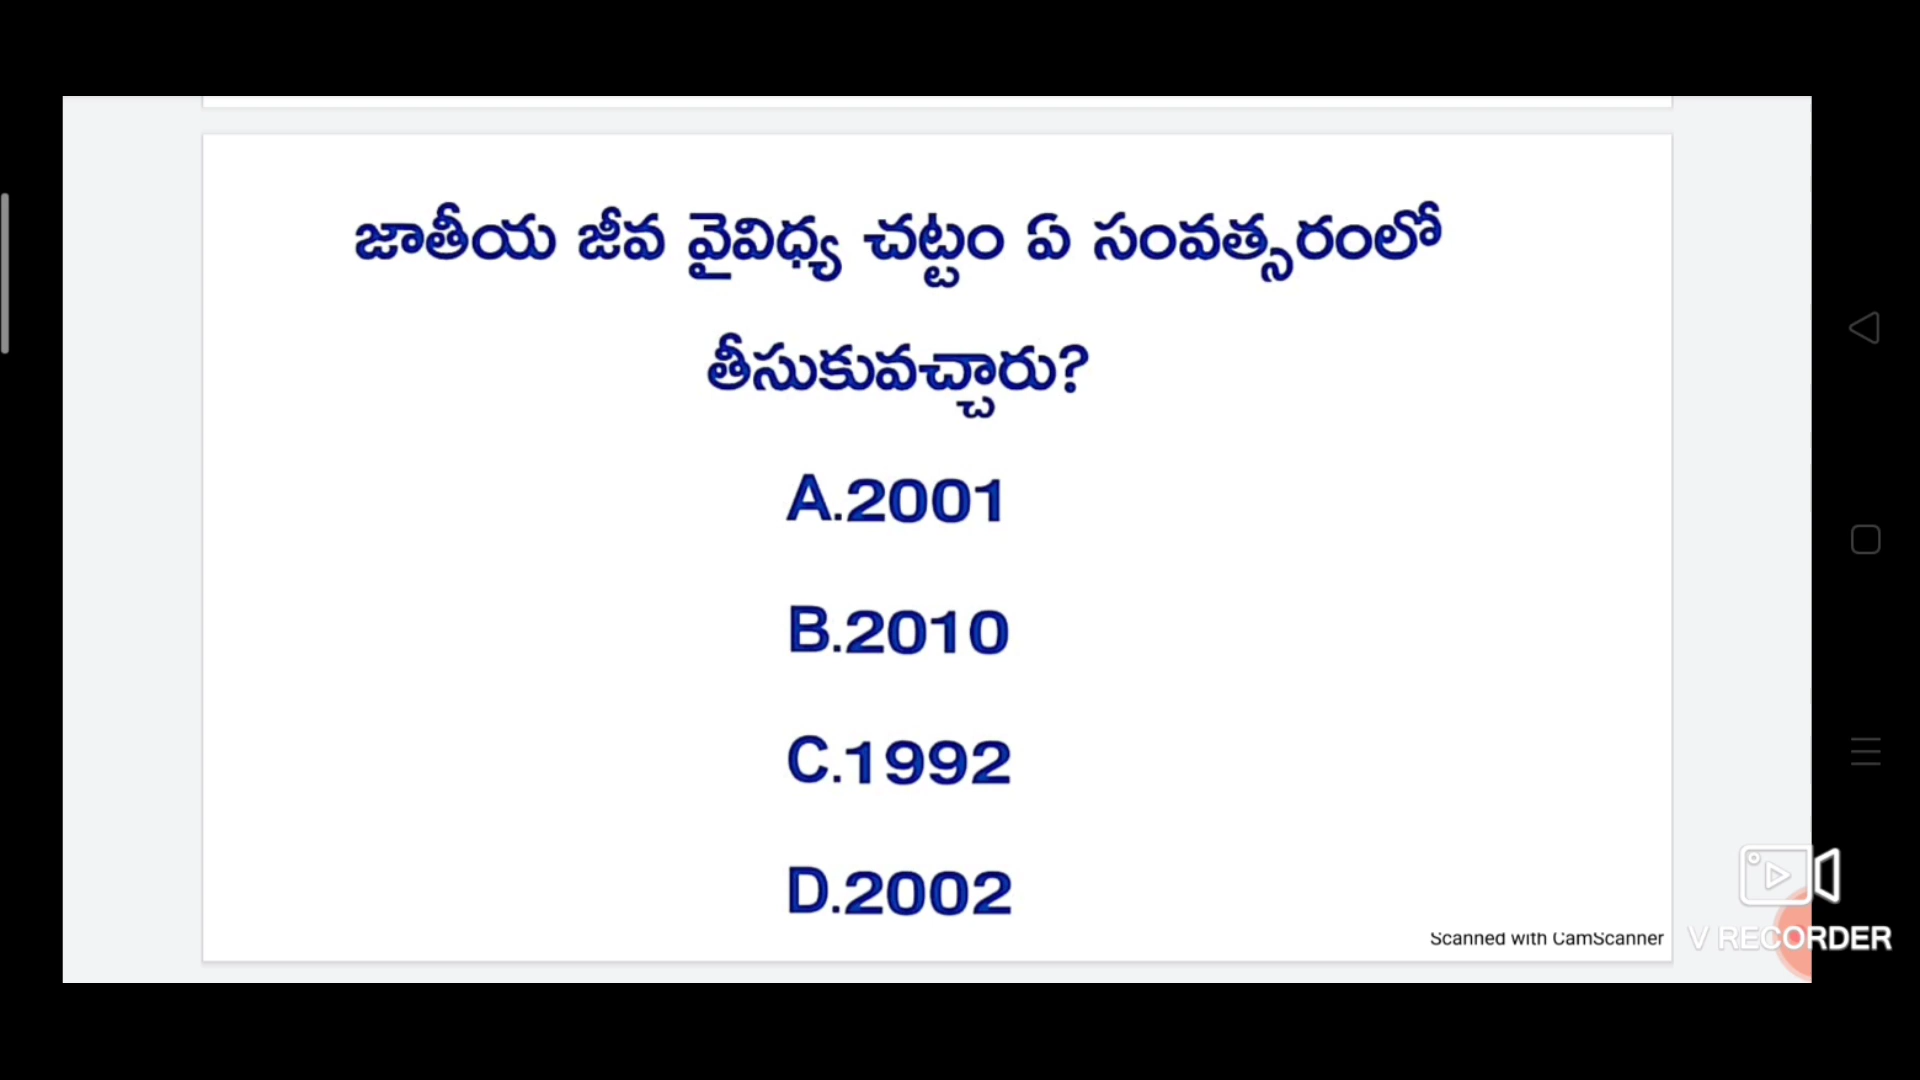 జాతీయ జీవ వైవిధ్య చట్టం ఏ సంవత్సరంలో
తీసుకువచ్చారు?
A.2001
B.2010
C.1992
D.2002
Scanned with CamScanner
V RECORDER